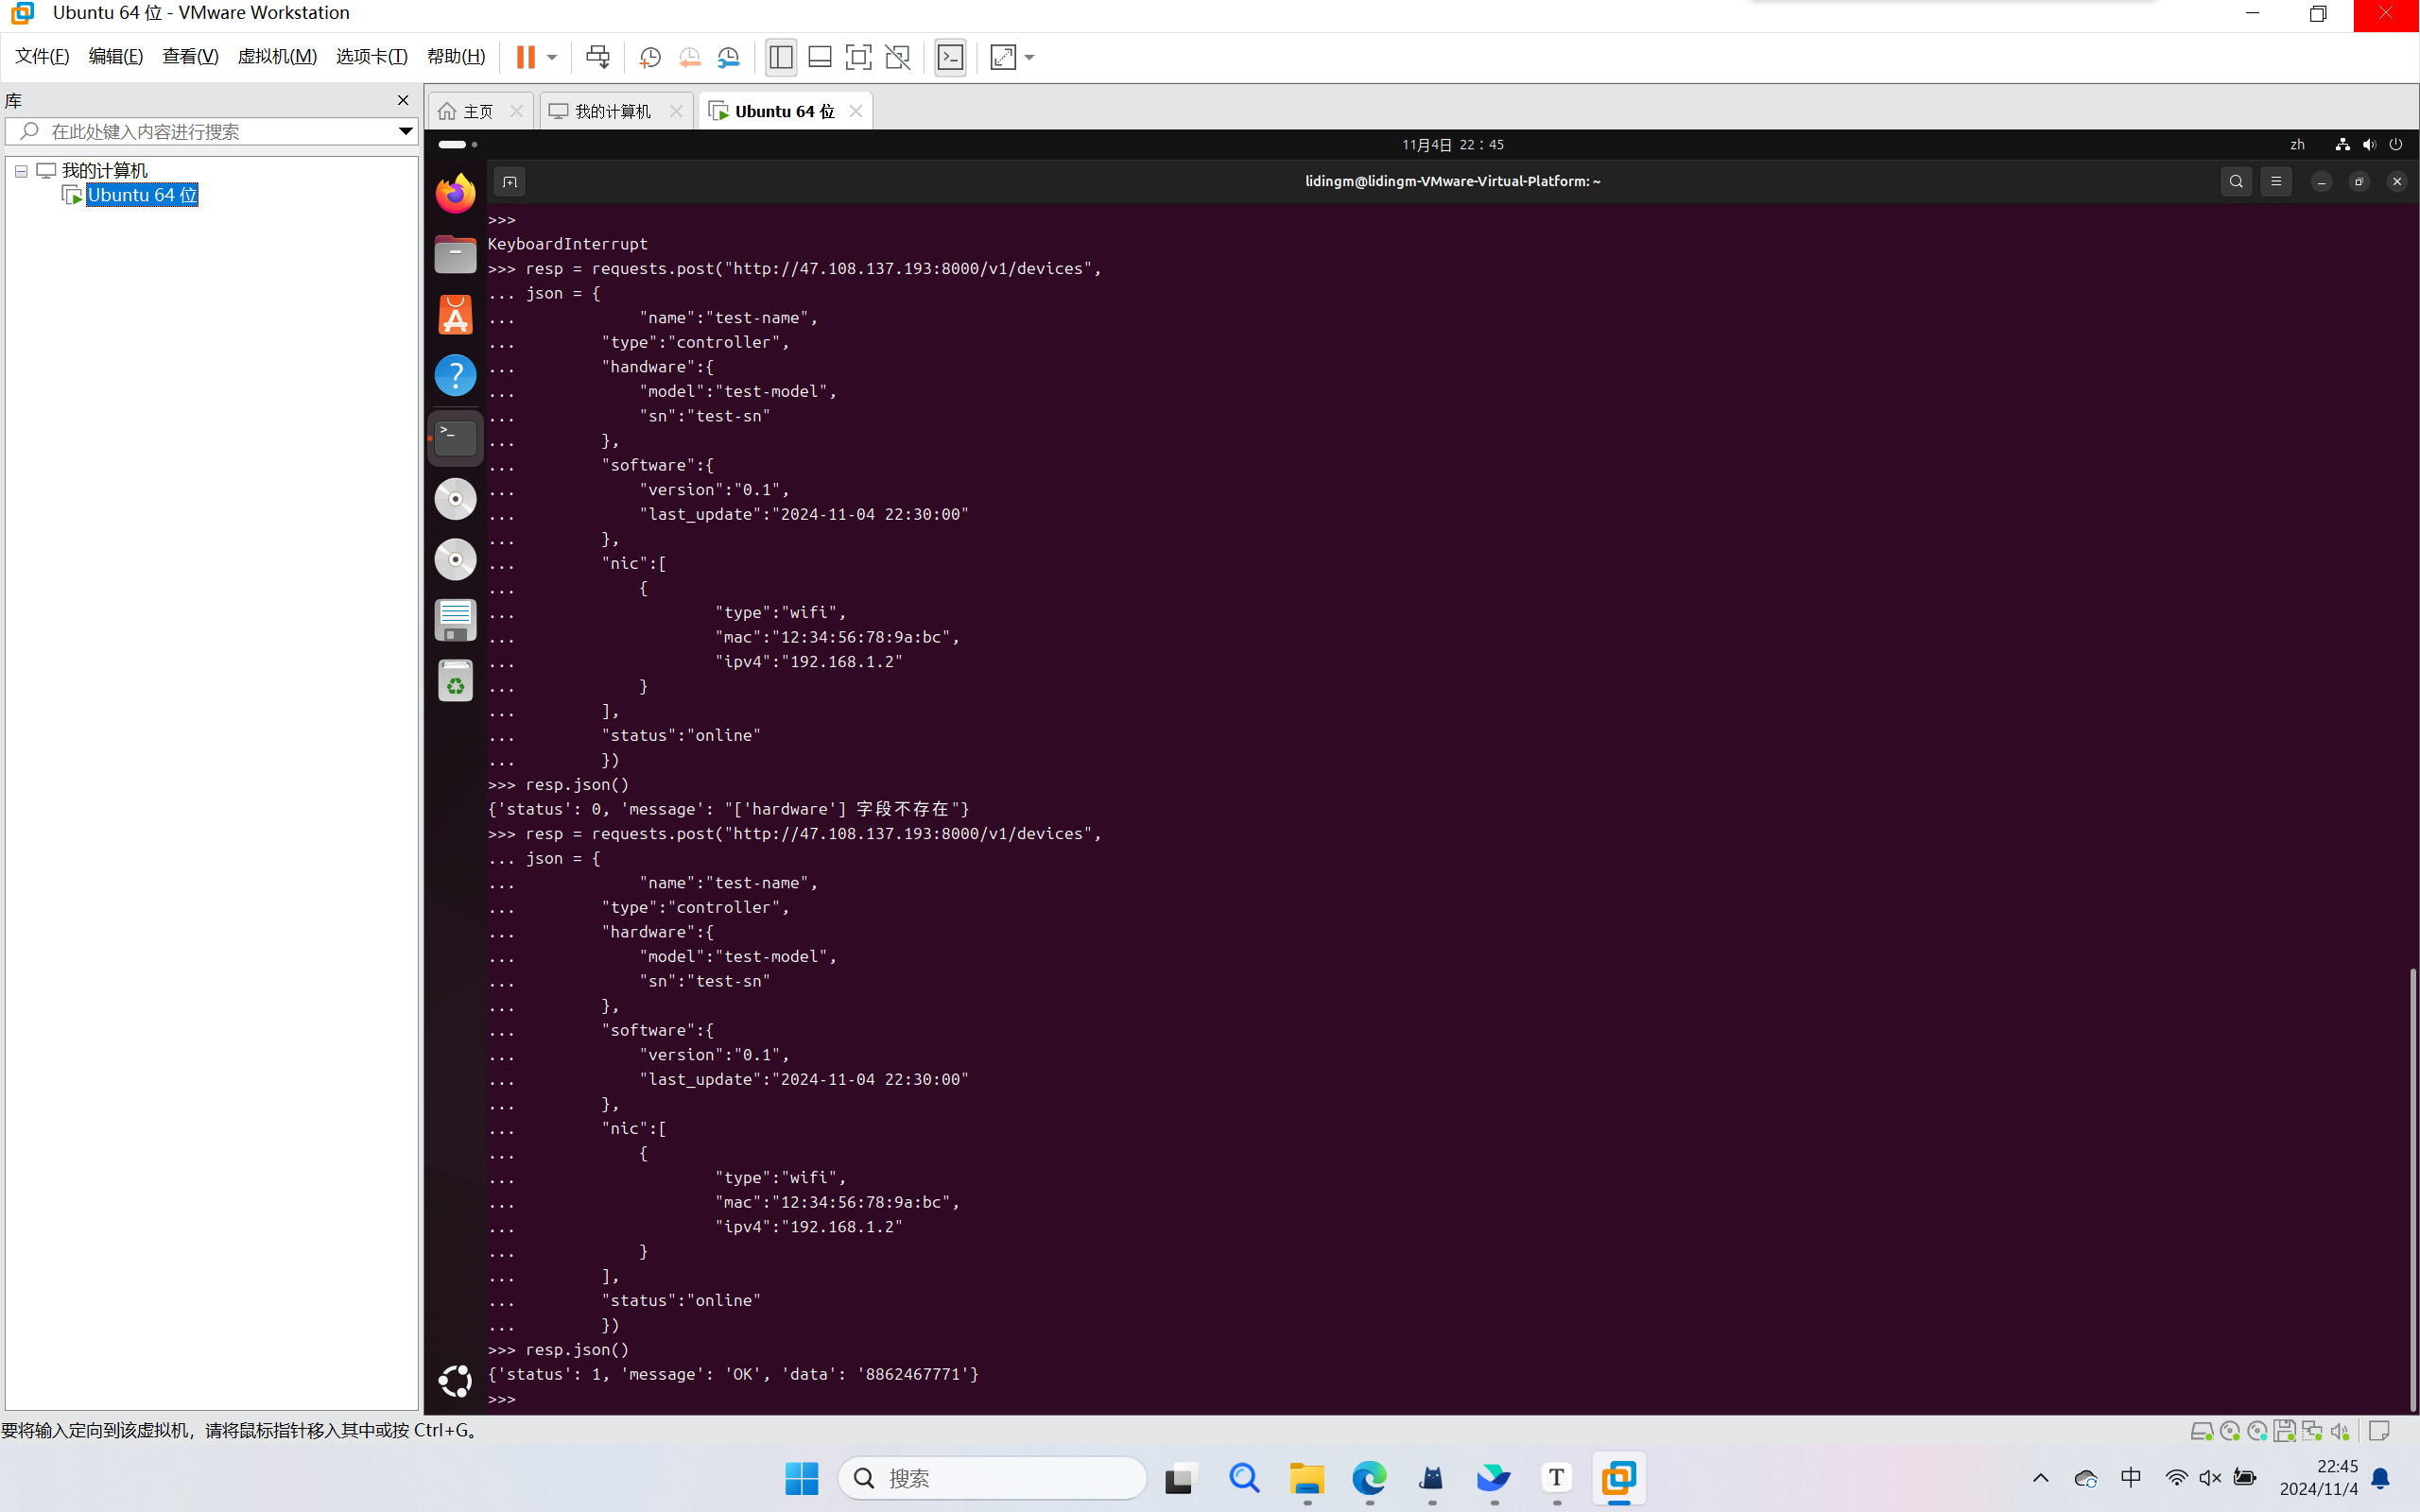 Ubuntu 64 位 - VMware Workstation
文件(F) 编辑(E) 查看(V) 虚拟机(M) 选项卡(T) 帮助(H)
库
在此处键入内容进行搜索
我的计算机
Ubuntu 64 位
主页 我的计算机 Ubuntu 64 位
11月4日 22：45 zh
lidingm@lidingm-VMware-Virtual-Platform: ~
>>>
KeyboardInterrupt
>>> resp = requests.post("http://47.108.137.193:8000/v1/devices",
... json = {
...             "name":"test-name",
...         "type":"controller",
...         "handware":{
...             "model":"test-model",
...             "sn":"test-sn"
...         },
...         "software":{
...             "version":"0.1",
...             "last_update":"2024-11-04 22:30:00"
...         },
...         "nic":[
...             {
...                     "type":"wifi",
...                     "mac":"12:34:56:78:9a:bc",
...                     "ipv4":"192.168.1.2"
...             }
...         ],
...         "status":"online"
...         })
>>> resp.json()
{'status': 0, 'message': "['hardware'] 字段不存在"}
>>> resp = requests.post("http://47.108.137.193:8000/v1/devices",
... json = {
...             "name":"test-name",
...         "type":"controller",
...         "hardware":{
...             "model":"test-model",
...             "sn":"test-sn"
...         },
...         "software":{
...             "version":"0.1",
...             "last_update":"2024-11-04 22:30:00"
...         },
...         "nic":[
...             {
...                     "type":"wifi",
...                     "mac":"12:34:56:78:9a:bc",
...                     "ipv4":"192.168.1.2"
...             }
...         ],
...         "status":"online"
...         })
>>> resp.json()
{'status': 1, 'message': 'OK', 'data': '8862467771'}
>>>
要将输入定向到该虚拟机，请将鼠标指针移入其中或按 Ctrl+G。
搜索
T
中
22:45
2024/11/4